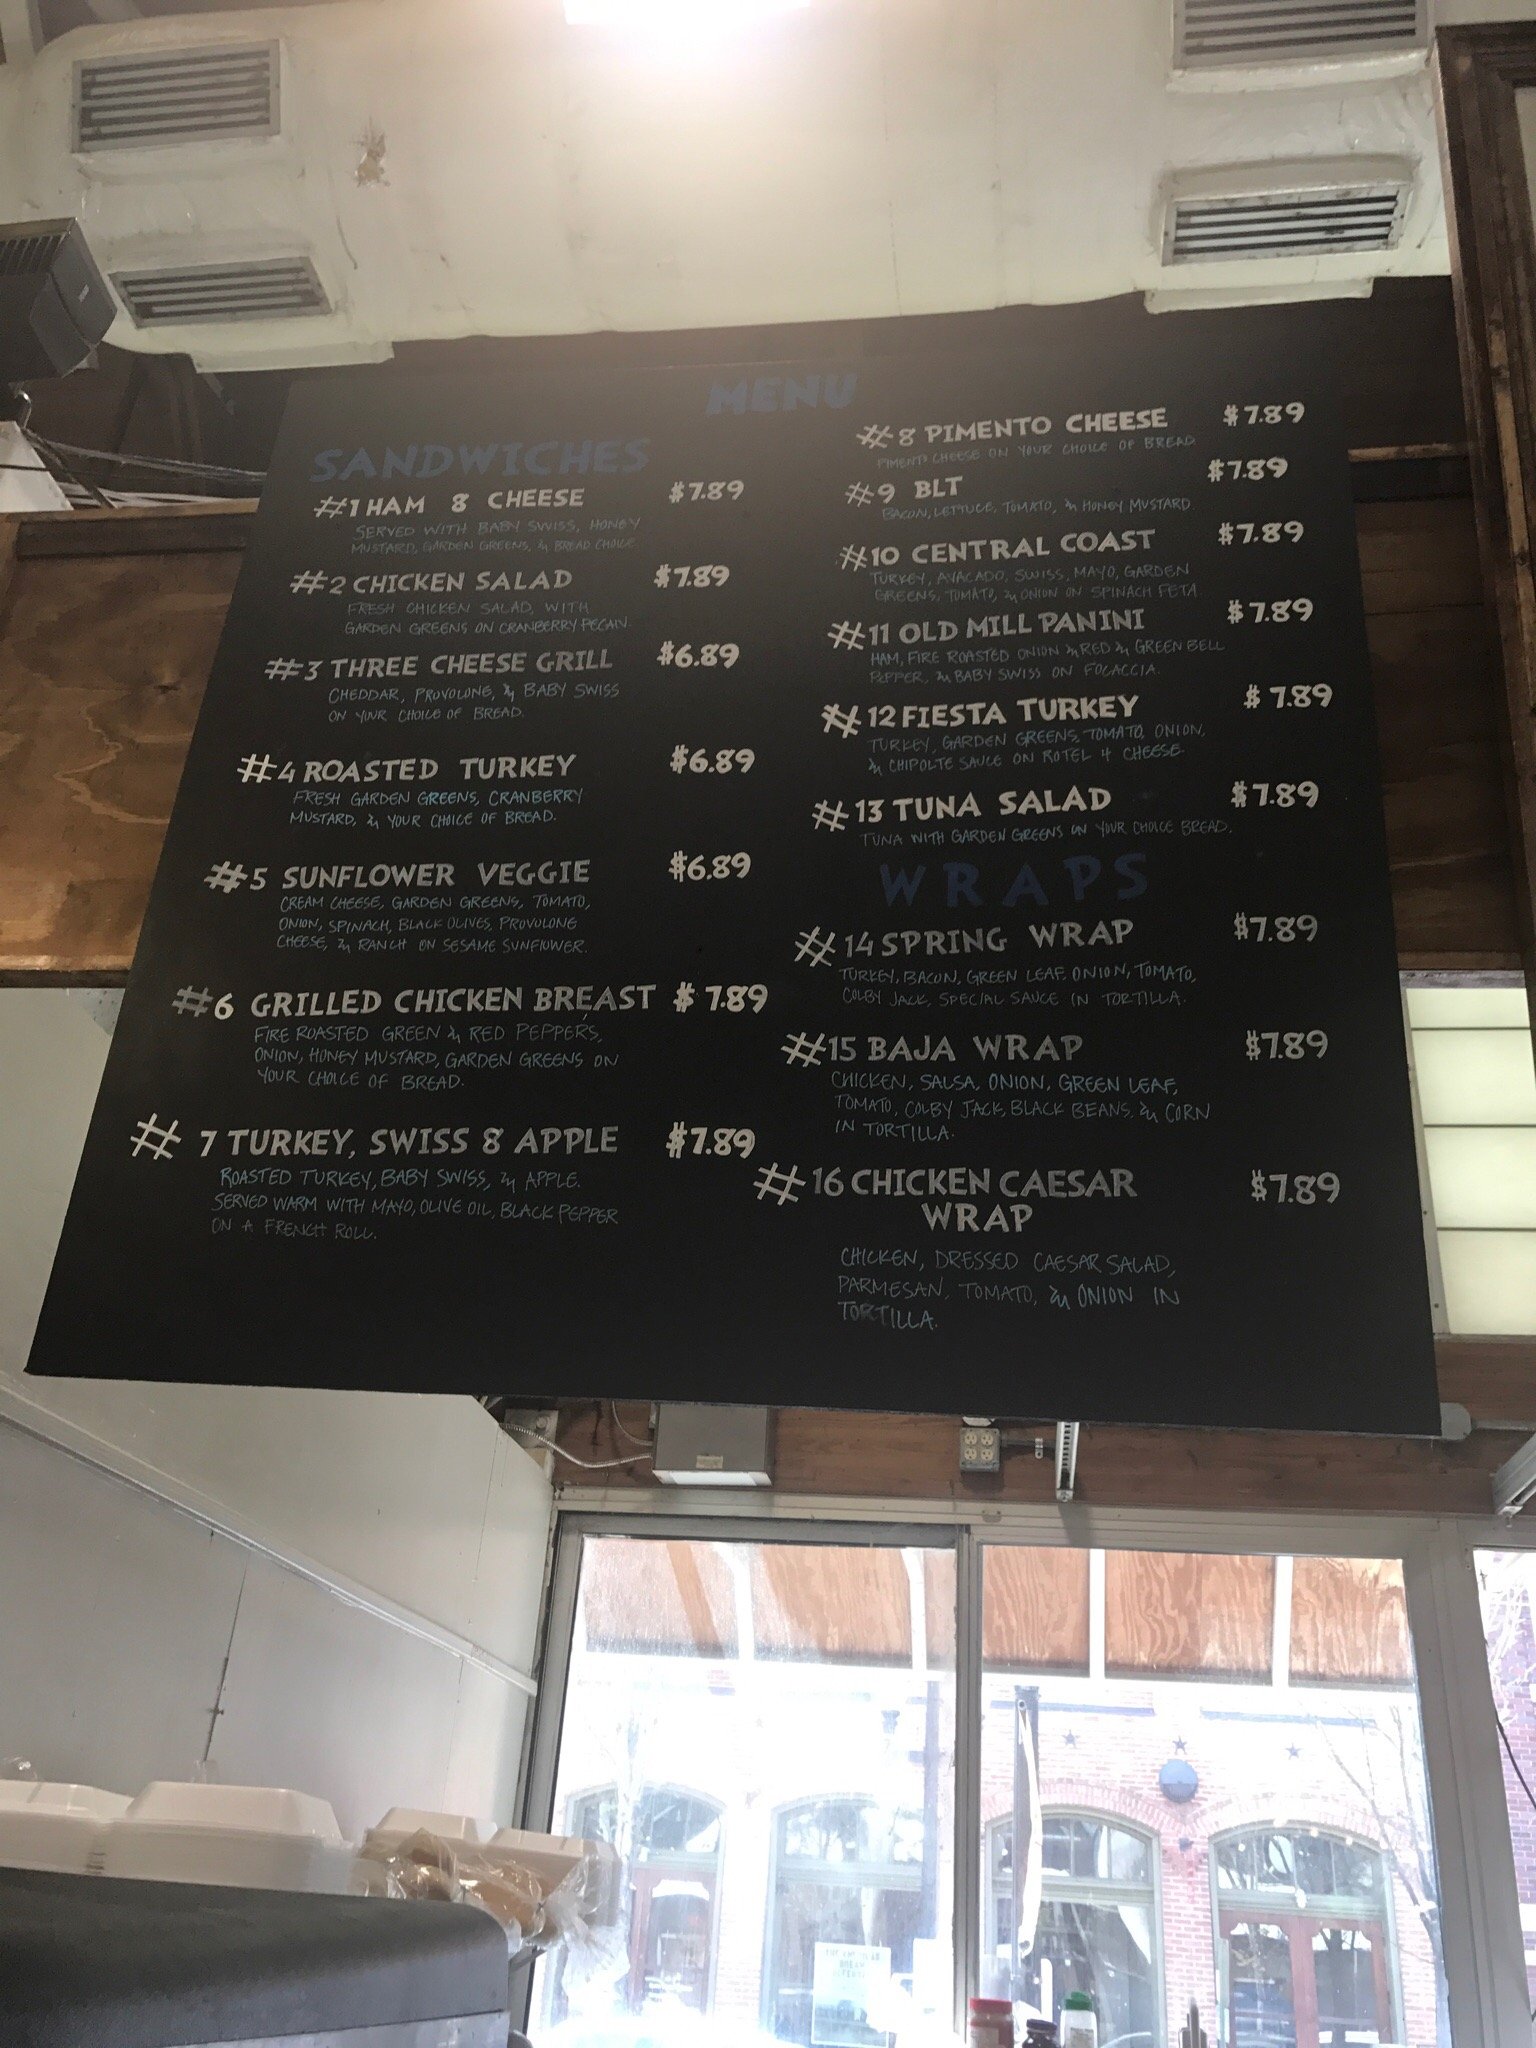 MENU
SANDWICHES
#1 HAM & CHEESE $7.89
SERVED WITH BABY SWISS, HONEY
MUSTARD, GARDEN GREENS, & BREAD CHOICE
#2 CHICKEN SALAD $7.89
FRESH CHICKEN SALAD, WITH
GARDEN GREENS ON CRANBERRY PECAN.
#3 THREE CHEESE GRILL $6.89
CHEDDAR, PROVOLONE, & BABY SWISS
ON YOUR CHOICE OF BREAD.
#4 ROASTED TURKEY $6.89
FRESH GARDEN GREENS, CRANBERRY
MUSTARD, & YOUR CHOICE OF BREAD.
#5 SUNFLOWER VEGGIE $6.89
CREAM CHEESE, GARDEN GREENS, TOMATO,
ONION, SPINACH, BLACK OLIVES, PROVOLONE
CHEESE, & RANCH ON SESAME SUNFLOWER.
#6 GRILLED CHICKEN BREAST $7.89
FIRE ROASTED GREEN & RED PEPPERS,
ONION, HONEY MUSTARD, GARDEN GREENS ON
YOUR CHOICE OF BREAD.
#7 TURKEY, SWISS & APPLE $7.89
ROASTED TURKEY, BABY SWISS, & APPLE.
SERVED WARM WITH MAYO, OLIVE OIL, BLACK PEPPER
ON A FRENCH ROLL.
#8 PIMENTO CHEESE $7.89
PIMENTO CHEESE ON YOUR CHOICE OF BREAD
#9 BLT $7.89
BACON, LETTUCE, TOMATO, & HONEY MUSTARD.
#10 CENTRAL COAST $7.89
TURKEY, AVACADO, SWISS, MAYO, GARDEN
GREENS, TOMATO, & ONION ON SPINACH FETA.
#11 OLD MILL PANINI $7.89
HAM, FIRE ROASTED ONION & RED & GREEN BELL
PEPPER, & BABY SWISS ON FOCACCIA.
#12 FIESTA TURKEY $7.89
TURKEY, GARDEN GREENS, TOMATO, ONION,
& CHIPOLTE SAUCE ON ROTEL & CHEESE.
#13 TUNA SALAD $7.89
TUNA WITH GARDEN GREENS ON YOUR CHOICE BREAD.
WRAPS
#14 SPRING WRAP $7.89
TURKEY, BACON, GREEN LEAF, ONION, TOMATO,
COLBY JACK, SPECIAL SAUCE IN TORTILLA.
#15 BAJA WRAP $7.89
CHICKEN, SALSA, ONION, GREEN LEAF,
TOMATO, COLBY JACK, BLACK BEANS, & CORN
IN TORTILLA.
#16 CHICKEN CAESAR $7.89
WRAP
CHICKEN, DRESSED CAESAR SALAD,
PARMESAN, TOMATO, & ONION IN
TORTILLA.